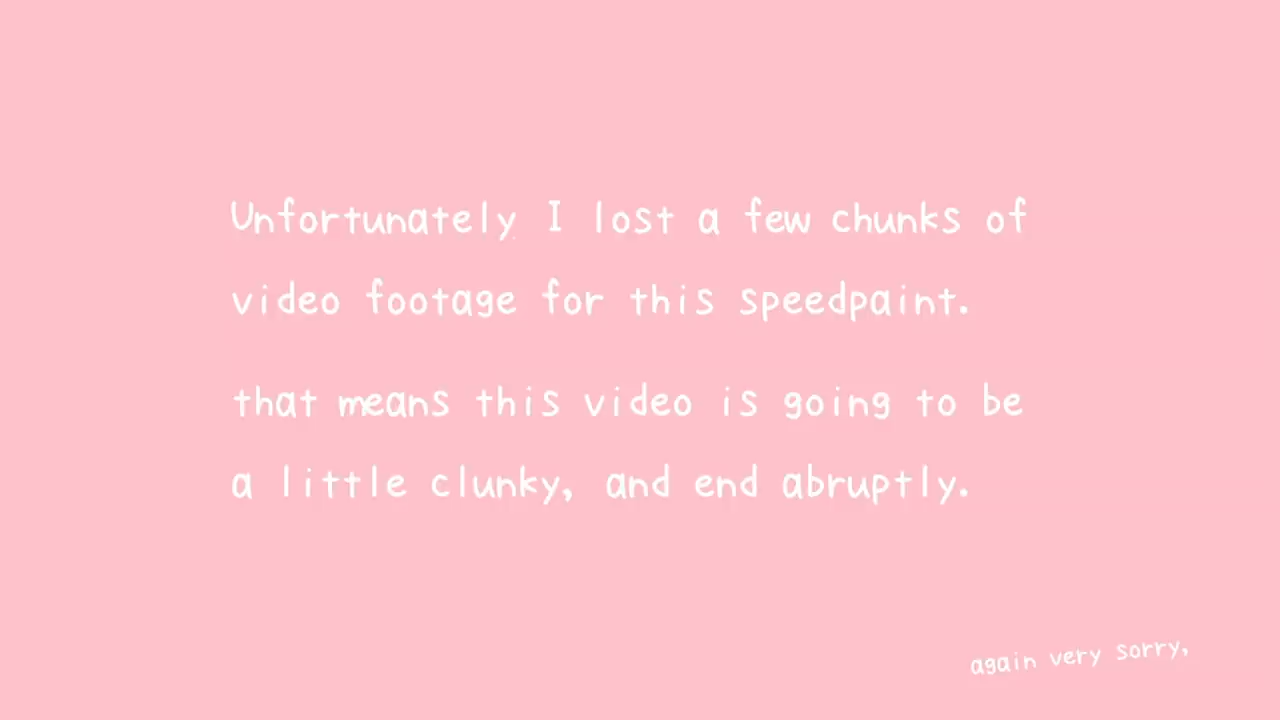 Unfortunately I lost a few chunks of
video footage for this speedpaint.
that means this video is going to be
a little clunky, and end abruptly.
again very sorry,